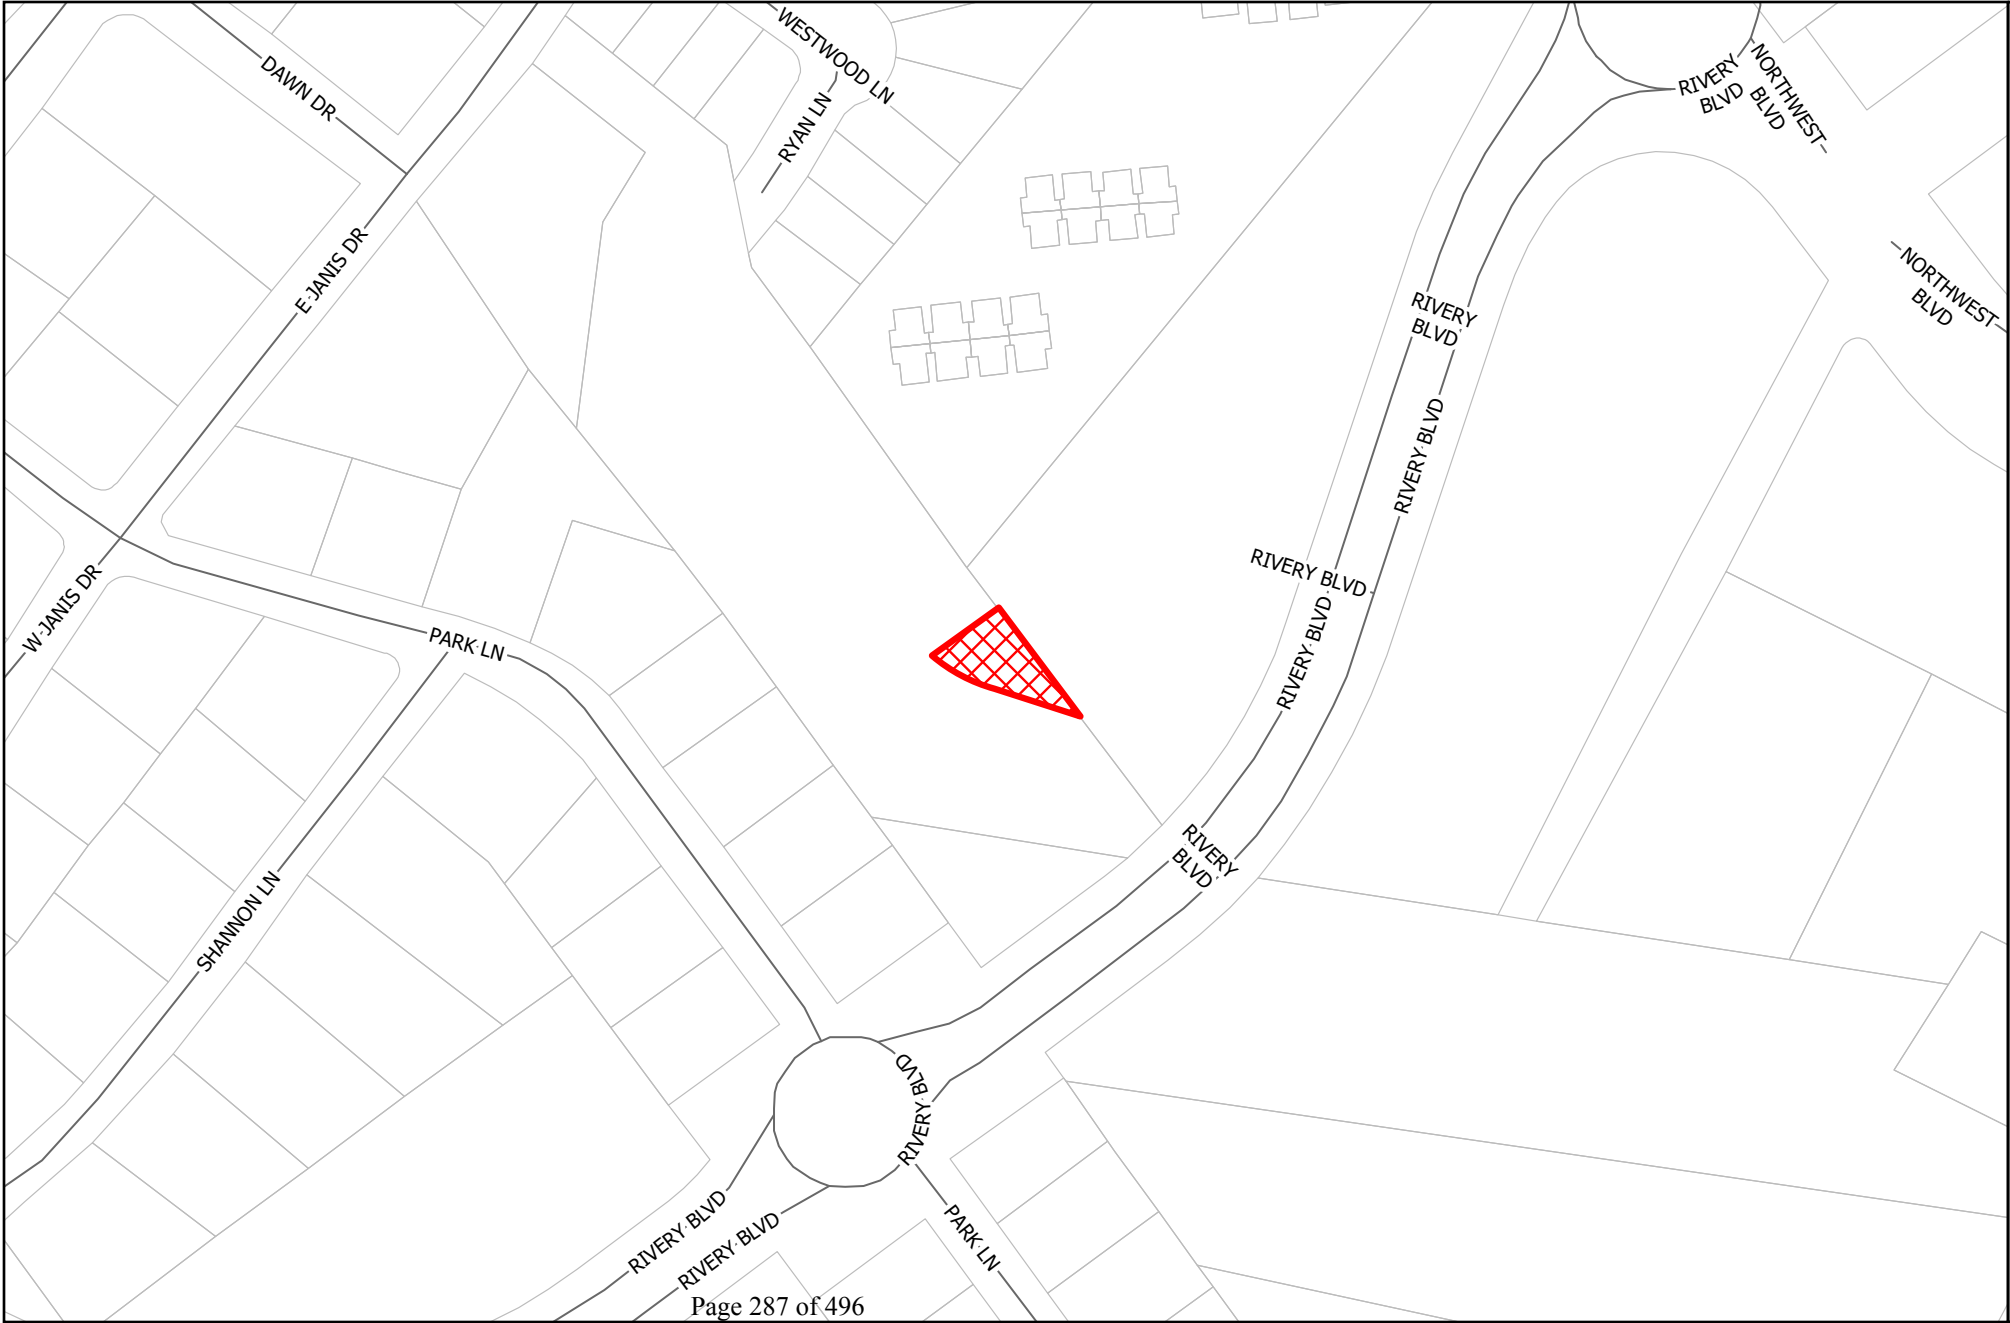 WESTWOOD LN
DAWN DR
RYAN LN
RIVERY
BLVD
NORTHWEST
BLVD
E JANIS DR
NORTHWEST
BLVD
RIVERY
BLVD
RIVERY BLVD
RIVERY BLVD
W JANIS DR
PARK LN
RIVERY BLVD
RIVERY
BLVD
SHANNON LN
RIVERY BLVD
RIVERY BLVD
RIVERY BLVD
PARK LN
Page 287 of 496